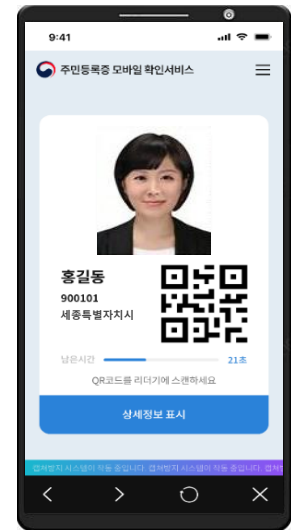 9:41
주민등록증 모바일 확인서비스
홍길동
900101
세종특별자치시
남은시간 21초
QR코드를 리더기에 스캔하세요
상세정보 표시
캡쳐방지 시스템이 작동 중입니다. 캡쳐방지 시스템이 작동 중입니다. 캡쳐방